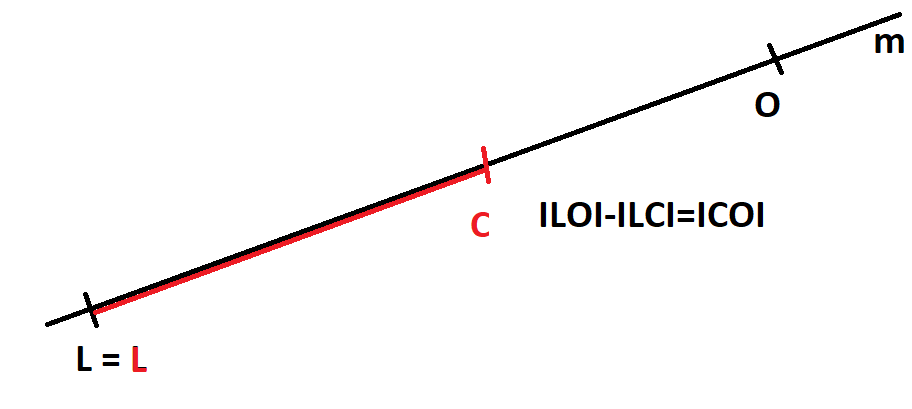 m
O
C
ILOI-ILCI=ICOI
L = L